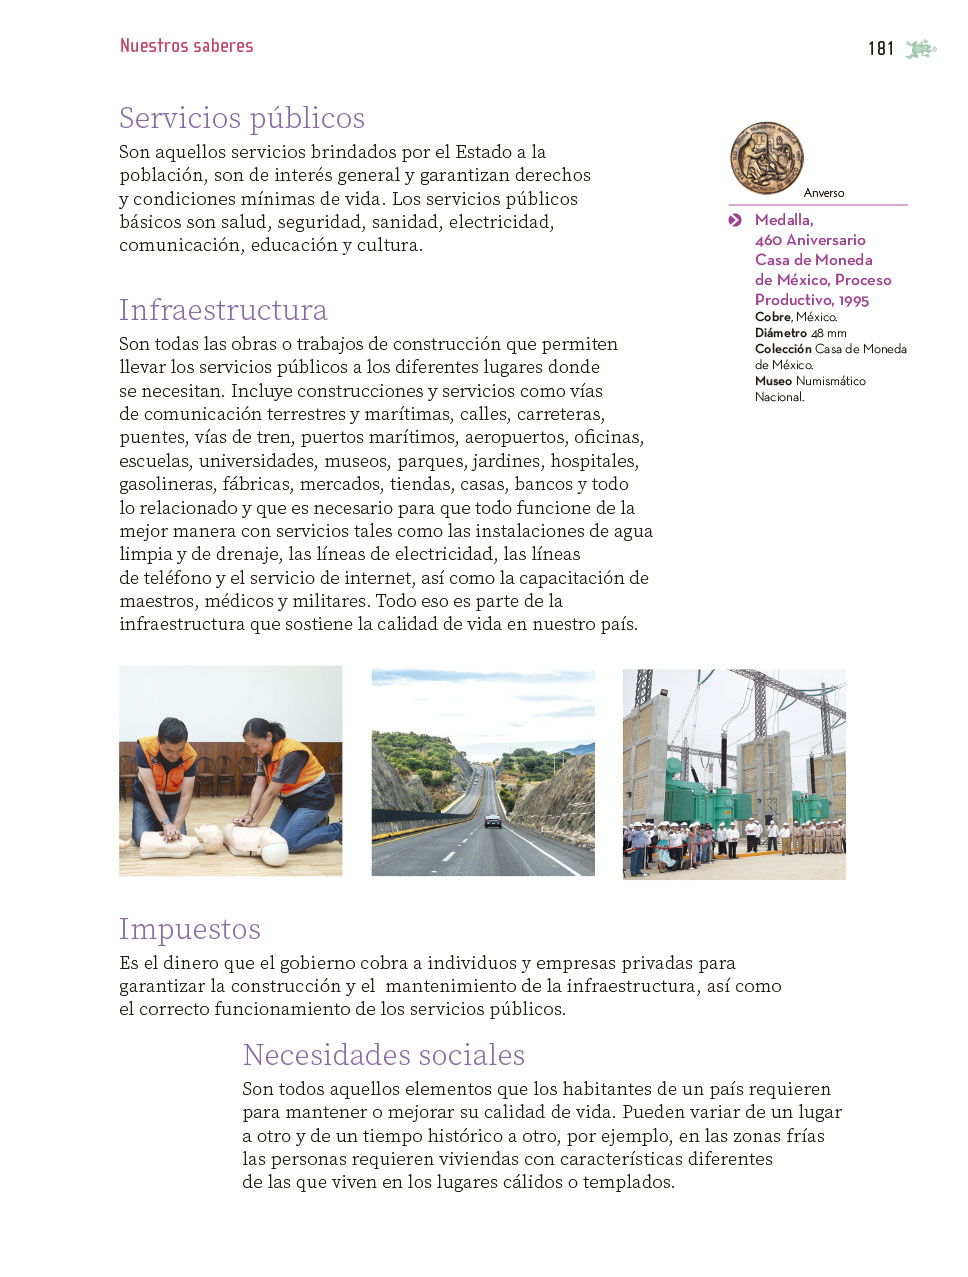 Nuestros saberes
181
Servicios públicos
Son aquellos servicios brindados por el Estado a la
población, son de interés general y garantizan derechos
y condiciones mínimas de vida. Los servicios públicos
básicos son salud, seguridad, sanidad, electricidad,
comunicación, educación y cultura.
Anverso
Medalla,
460 Aniversario
Casa de Moneda
de México, Proceso
Productivo, 1995
Cobre, México.
Diámetro 48 mm
Colección Casa de Moneda
de México.
Museo Numismático
Nacional.
Infraestructura
Son todas las obras o trabajos de construcción que permiten
llevar los servicios públicos a los diferentes lugares donde
se necesitan. Incluye construcciones y servicios como vías
de comunicación terrestres y marítimas, calles, carreteras,
puentes, vías de tren, puertos marítimos, aeropuertos, oficinas,
escuelas, universidades, museos, parques, jardines, hospitales,
gasolineras, fábricas, mercados, tiendas, casas, bancos y todo
lo relacionado y que es necesario para que todo funcione de la
mejor manera con servicios tales como las instalaciones de agua
limpia y de drenaje, las líneas de electricidad, las líneas
de teléfono y el servicio de internet, así como la capacitación de
maestros, médicos y militares. Todo eso es parte de la
infraestructura que sostiene la calidad de vida en nuestro país.
Impuestos
Es el dinero que el gobierno cobra a individuos y empresas privadas para
garantizar la construcción y el mantenimiento de la infraestructura, así como
el correcto funcionamiento de los servicios públicos.
Necesidades sociales
Son todos aquellos elementos que los habitantes de un país requieren
para mantener o mejorar su calidad de vida. Pueden variar de un lugar
a otro y de un tiempo histórico a otro, por ejemplo, en las zonas frías
las personas requieren viviendas con características diferentes
de las que viven en los lugares cálidos o templados.